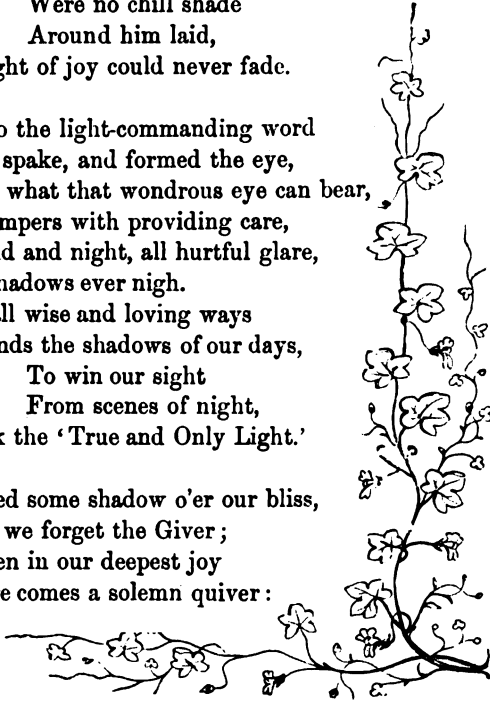 Were no chill shade
Around him laid,
ght of joy could never fade.
o the light-commanding word
spake, and formed the eye,
what that wondrous eye can bear,
mpers with providing care,
d and night, all hurtful glare,
hadows ever nigh.
ll wise and loving ways
nds the shadows of our days,
To win our sight
From scenes of night,
k the ‘True and Only Light.’
ed some shadow o’er our bliss,
we forget the Giver;
en in our deepest joy
e comes a solemn quiver: